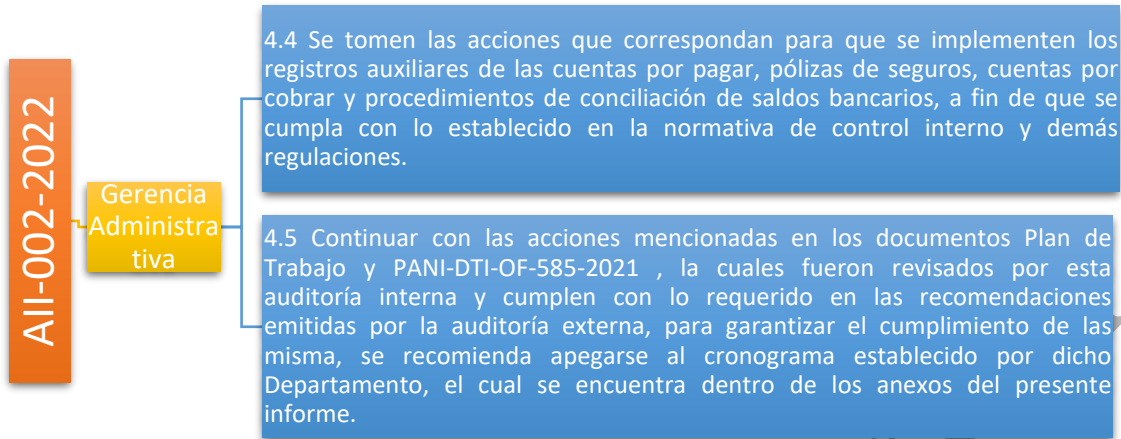 AII-002-2022
Gerencia
Administra
tiva
4.4 Se tomen las acciones que correspondan para que se implementen los
registros auxiliares de las cuentas por pagar, pólizas de seguros, cuentas por
cobrar y procedimientos de conciliación de saldos bancarios, a fin de que se
cumpla con lo establecido en la normativa de control interno y demás
regulaciones.
4.5 Continuar con las acciones mencionadas en los documentos Plan de
Trabajo y PANI-DTI-OF-585-2021 , la cuales fueron revisados por esta
auditoría interna y cumplen con lo requerido en las recomendaciones
emitidas por la auditoría externa, para garantizar el cumplimiento de las
misma, se recomienda apegarse al cronograma establecido por dicho
Departamento, el cual se encuentra dentro de los anexos del presente
informe.